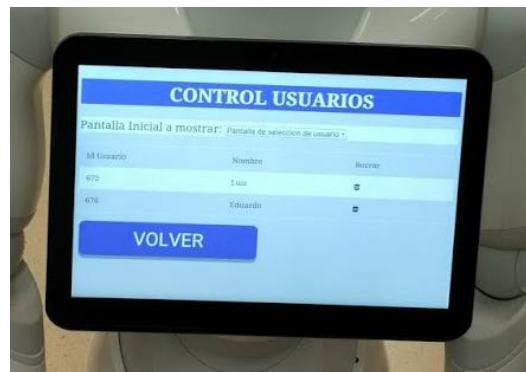 CONTROL USUARIOS
Pantalla Inicial a mostrar: Pantalla de seleccion de usuario
Id Usuario Nombre Borrar
672 Luis
676 Eduardo
VOLVER